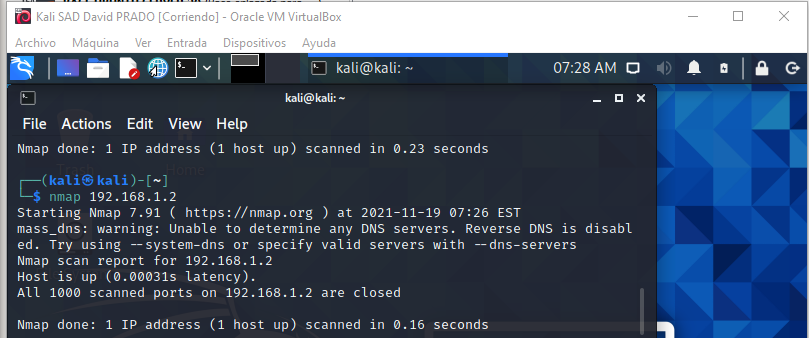 Kali SAD David PRADO [Corriendo] - Oracle VM VirtualBox
Archivo Máquina Ver Entrada Dispositivos Ayuda
kali@kali: ~ 07:28 AM
kali@kali: ~
File Actions Edit View Help
Nmap done: 1 IP address (1 host up) scanned in 0.23 seconds
┌──(kali㉿kali)-[~]
└─$ nmap 192.168.1.2
Starting Nmap 7.91 ( https://nmap.org ) at 2021-11-19 07:26 EST
mass_dns: warning: Unable to determine any DNS servers. Reverse DNS is disabl
ed. Try using --system-dns or specify valid servers with --dns-servers
Nmap scan report for 192.168.1.2
Host is up (0.00031s latency).
All 1000 scanned ports on 192.168.1.2 are closed
Nmap done: 1 IP address (1 host up) scanned in 0.16 seconds